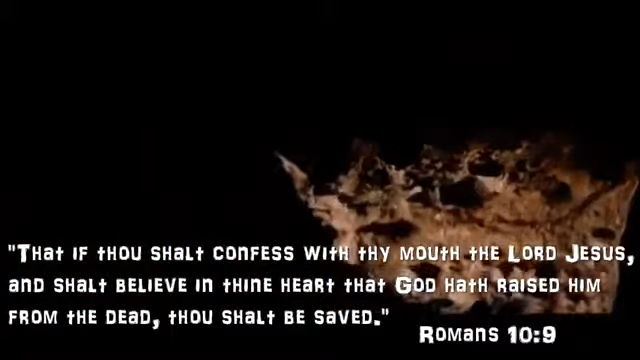 "That if thou shalt confess with thy mouth the Lord Jesus,
and shalt believe in thine heart that God hath raised him
from the dead, thou shalt be saved."
Romans 10:9